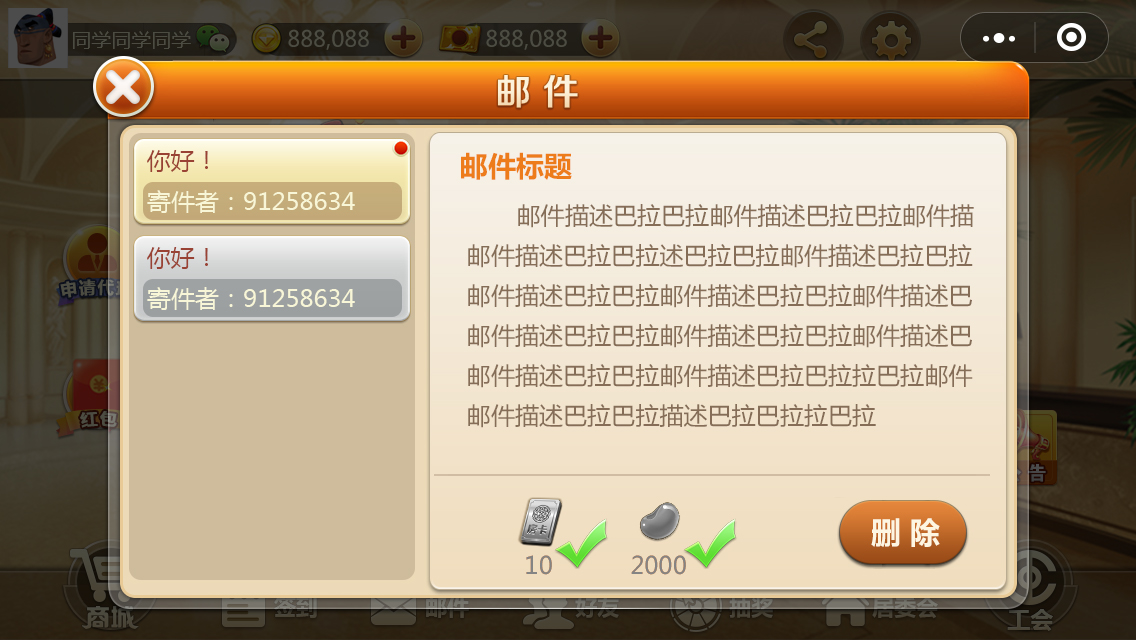 同学同学同学
888,088
888,088
邮件
你好！
寄件者：91258634
你好！
寄件者：91258634
邮件标题
邮件描述巴拉巴拉邮件描述巴拉巴拉邮件描
邮件描述巴拉巴拉述巴拉巴拉邮件描述巴拉巴拉
邮件描述巴拉巴拉邮件描述巴拉巴拉邮件描述巴
邮件描述巴拉巴拉邮件描述巴拉巴拉邮件描述巴
邮件描述巴拉巴拉邮件描述巴拉巴拉拉巴拉邮件
邮件描述巴拉巴拉描述巴拉巴拉拉巴拉
申请代
红包
告
房卡
10
2000
删除
商城
签到
邮件
好友
抽奖
居委会
工会